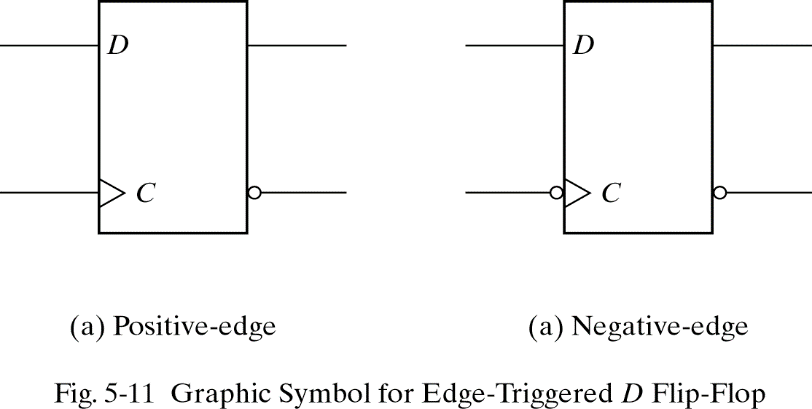 D D
C C
(a) Positive-edge (a) Negative-edge
Fig. 5-11 Graphic Symbol for Edge-Triggered D Flip-Flop